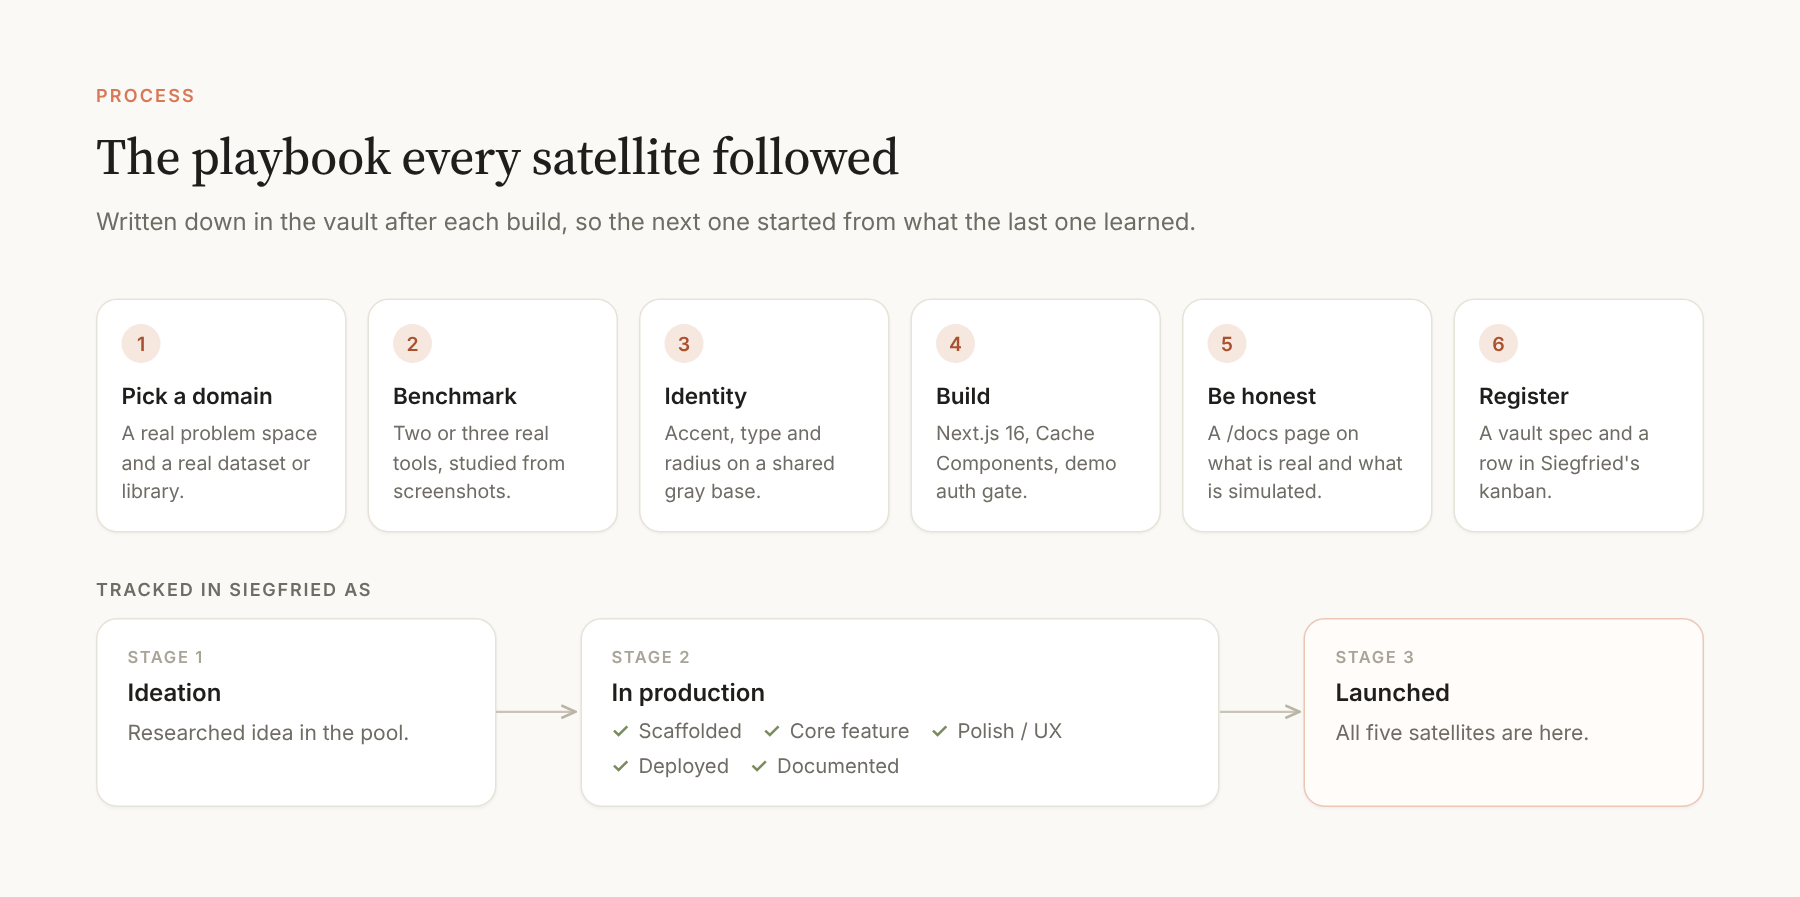 PROCESS
The playbook every satellite followed
Written down in the vault after each build, so the next one started from what the last one learned.
1
Pick a domain
A real problem space
and a real dataset or
library.
2
Benchmark
Two or three real
tools, studied from
screenshots.
3
Identity
Accent, type and
radius on a shared
gray base.
4
Build
Next.js 16, Cache
Components, demo
auth gate.
5
Be honest
A /docs page on
what is real and what
is simulated.
6
Register
A vault spec and a
row in Siegfried's
kanban.
TRACKED IN SIEGFRIED AS
STAGE 1
Ideation
Researched idea in the pool.
STAGE 2
In production
✓ Scaffolded ✓ Core feature ✓ Polish / UX
✓ Deployed ✓ Documented
STAGE 3
Launched
All five satellites are here.